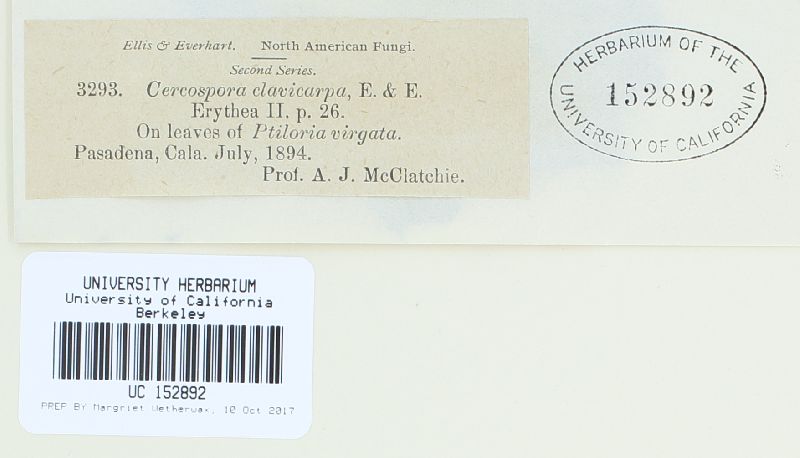 Ellis & Everhart. North American Fungi.
Second Series.
3293. Cercospora clavicarpa, E. & E.
Erythea II. p. 26.
On leaves of Ptiloria virgata.
Pasadena, Cala. July, 1894.
Prof. A. J. McClatchie.
HERBARIUM OF THE
152892
UNIVERSITY OF CALIFORNIA
UNIVERSITY HERBARIUM
University of California
Berkeley
UC 152892
PREP BY Margriet Wetherwax, 10 Oct 2017